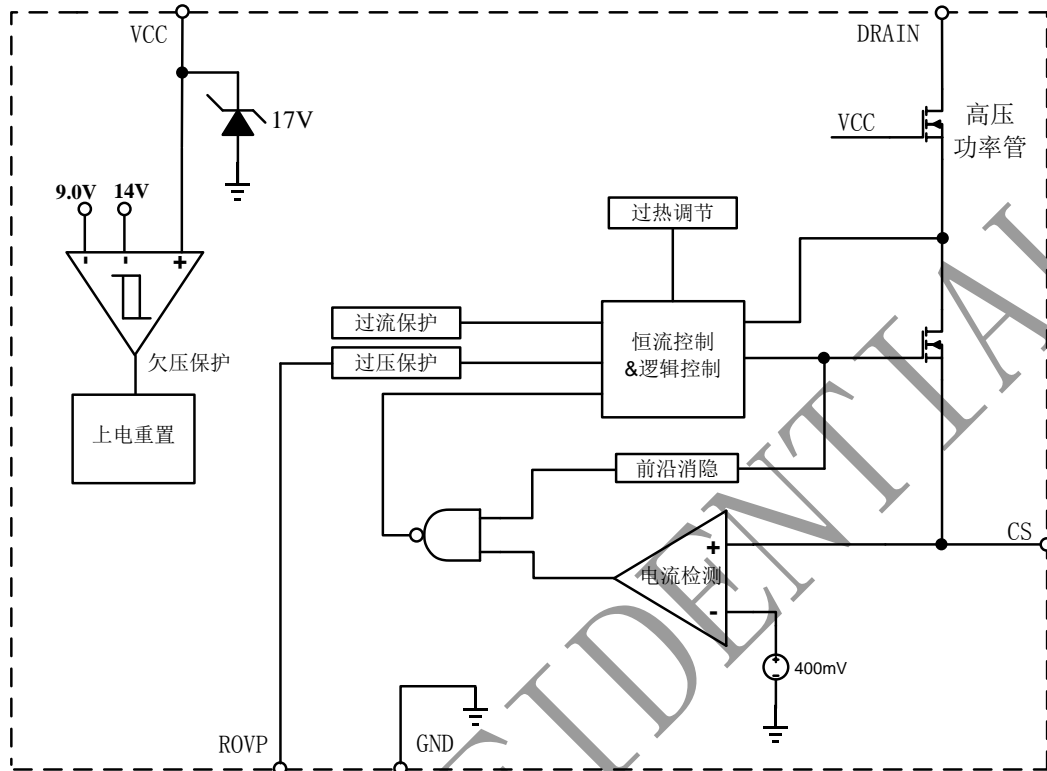 VCC
DRAIN
17V
VCC
高压
功率管
9.0V
14V
-
-
+
过热调节
过流保护
过压保护
恒流控制
&逻辑控制
欠压保护
上电重置
前沿消隐
CS
+
电流检测
-
+
-
400mV
ROVP
GND
IDENTIAL